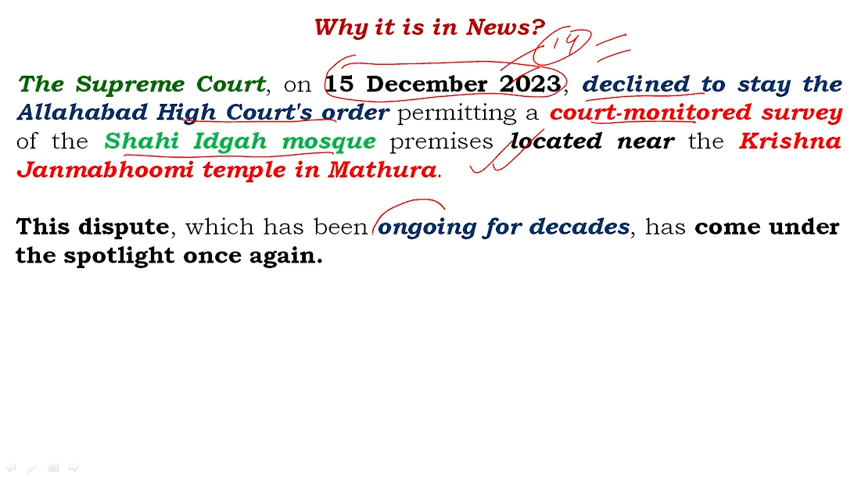 Why it is in News?
14
The Supreme Court, on 15 December 2023, declined to stay the
Allahabad High Court's order permitting a court-monitored survey
of the Shahi Idgah mosque premises located near the Krishna
Janmabhoomi temple in Mathura.
This dispute, which has been ongoing for decades, has come under
the spotlight once again.